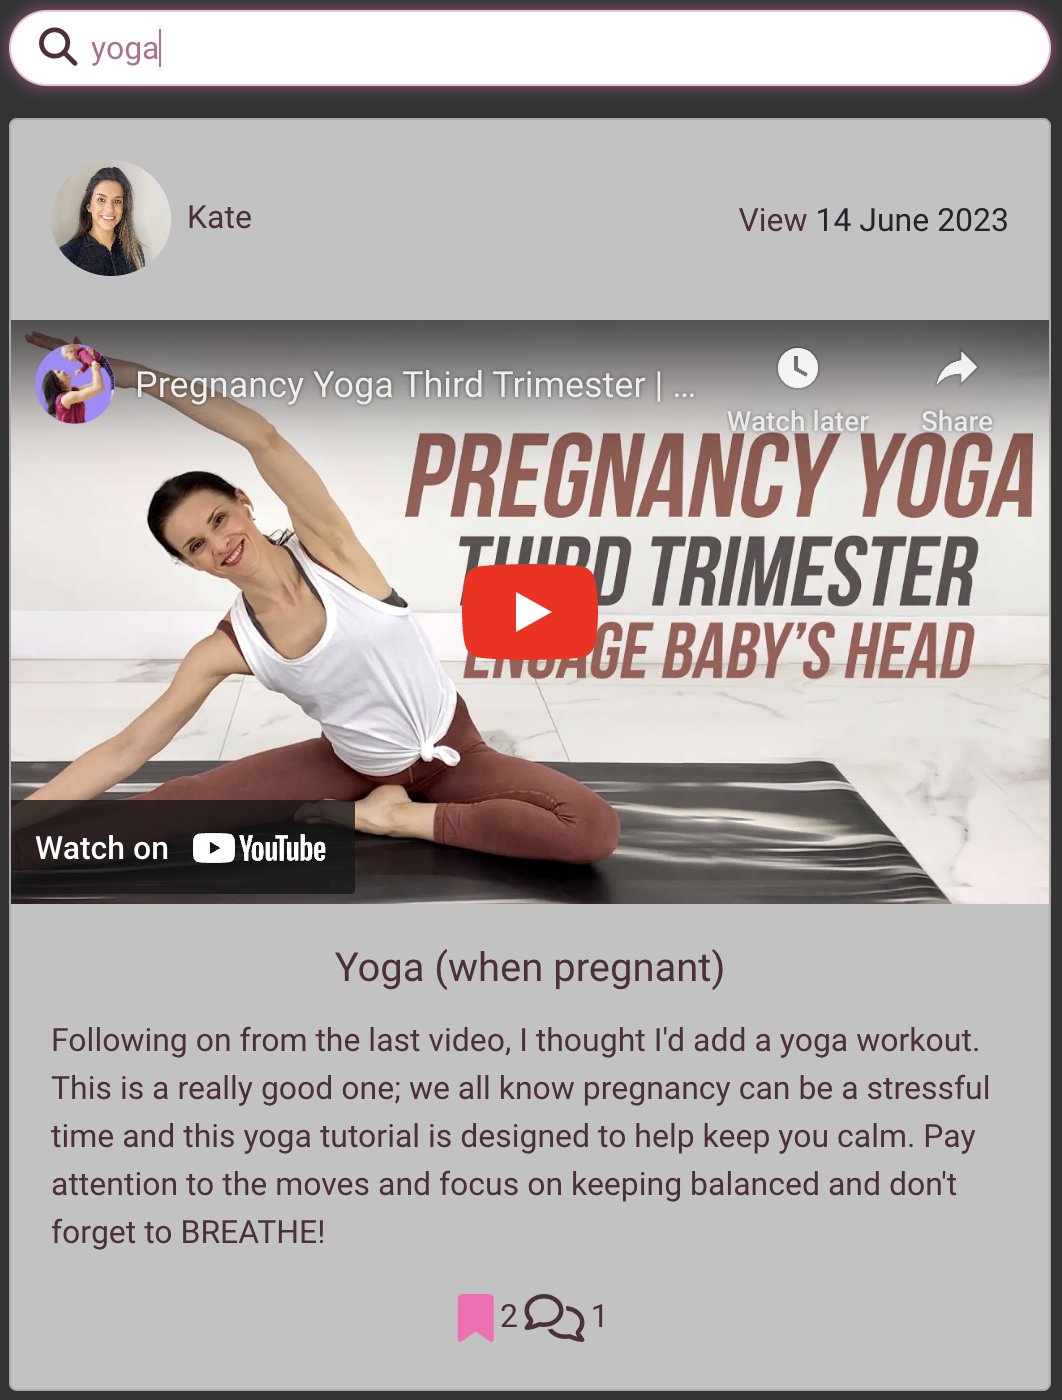 yoga
Kate
View 14 June 2023
Pregnancy Yoga Third Trimester | ...
Watch later
Share
PREGNANCY YOGA
THIRD TRIMESTER
ENGAGE BABY'S HEAD
Watch on YouTube
Yoga (when pregnant)
Following on from the last video, I thought I'd add a yoga workout.
This is a really good one; we all know pregnancy can be a stressful
time and this yoga tutorial is designed to help keep you calm. Pay
attention to the moves and focus on keeping balanced and don't
forget to BREATHE!
2 1